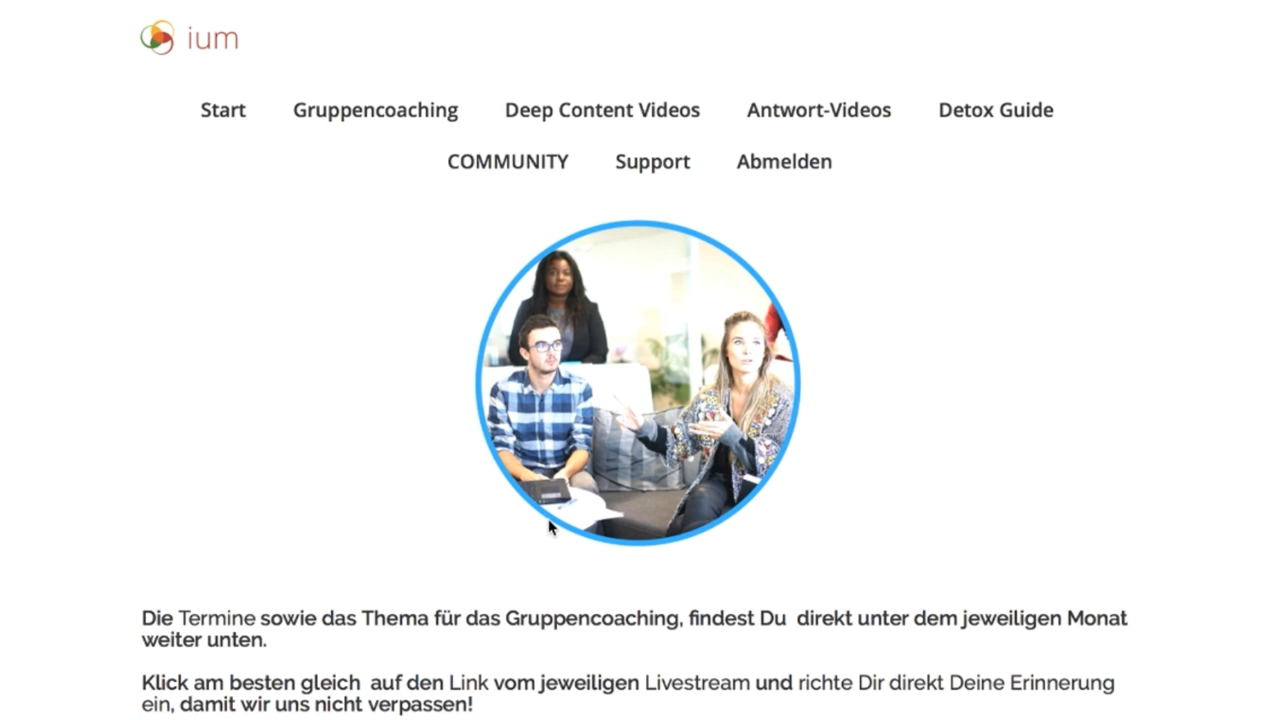 ium
Start Gruppencoaching Deep Content Videos Antwort-Videos Detox Guide
COMMUNITY Support Abmelden
Die Termine sowie das Thema für das Gruppencoaching, findest Du direkt unter dem jeweiligen Monat
weiter unten.
Klick am besten gleich auf den Link vom jeweiligen Livestream und richte Dir direkt Deine Erinnerung
ein, damit wir uns nicht verpassen!